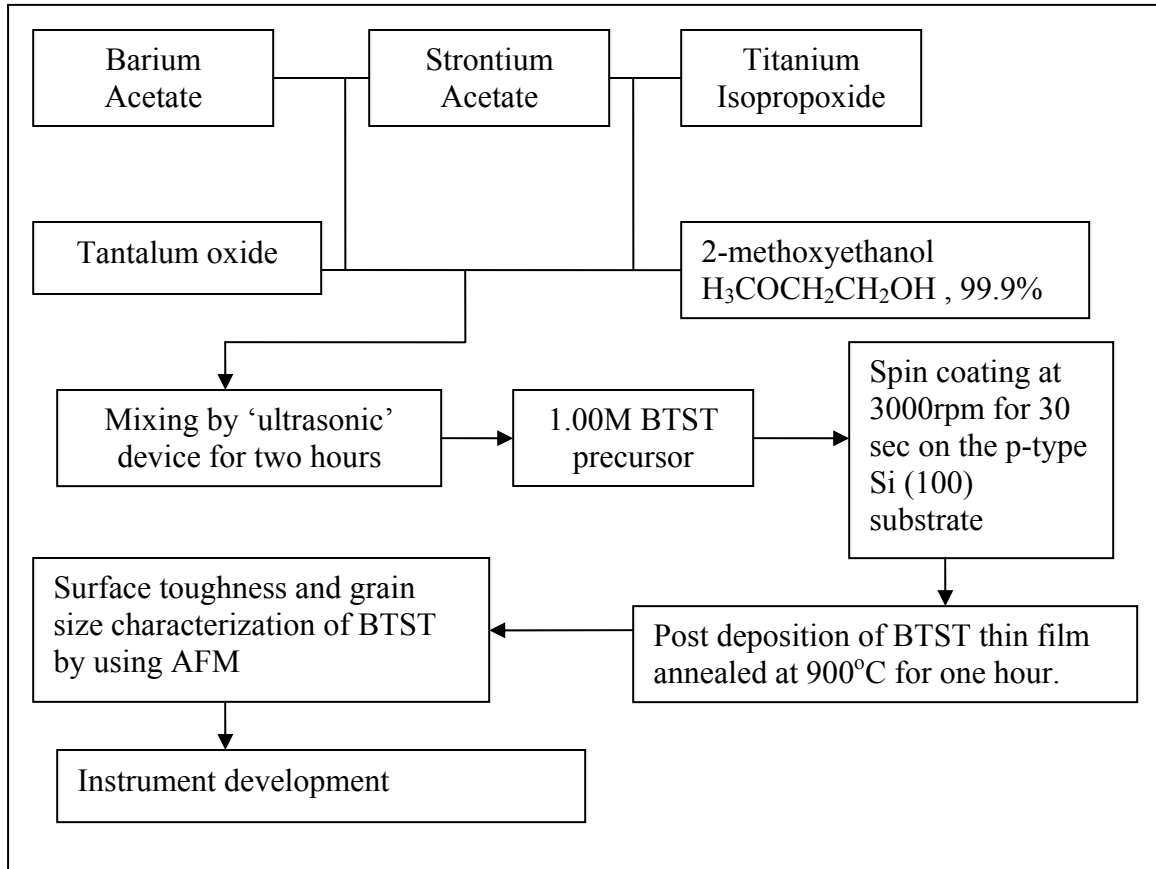 Barium
Acetate
Strontium
Acetate
Titanium
Isopropoxide
Tantalum oxide
2-methoxyethanol
H₃COCH₂CH₂OH , 99.9%
Mixing by ‘ultrasonic’
device for two hours
1.00M BTST
precursor
Spin coating at
3000rpm for 30
sec on the p-type
Si (100)
substrate
Surface toughness and grain
size characterization of BTST
by using AFM
Post deposition of BTST thin film
annealed at 900°C for one hour.
Instrument development